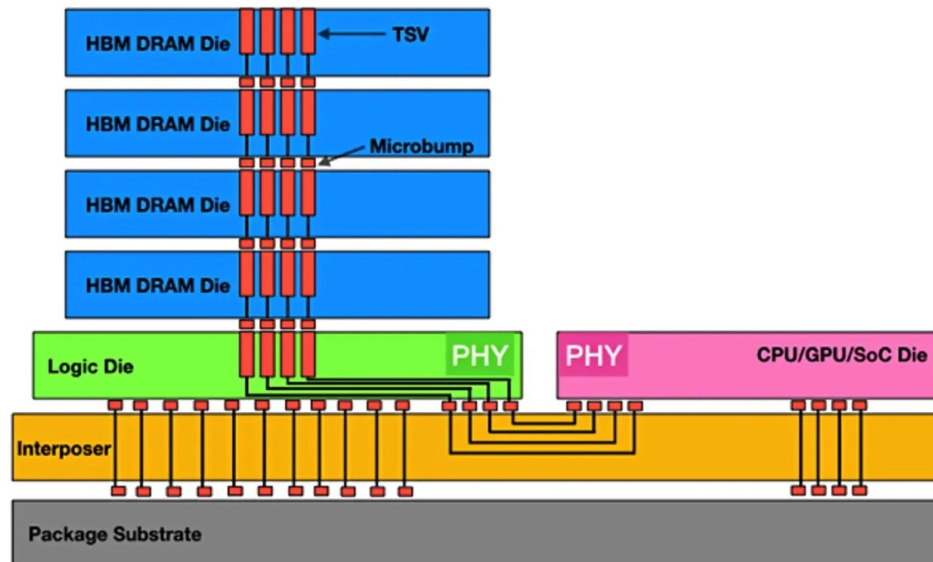 HBM DRAM Die
TSV
HBM DRAM Die
Microbump
HBM DRAM Die
HBM DRAM Die
Logic Die
PHY
PHY
CPU/GPU/SoC Die
Interposer
Package Substrate